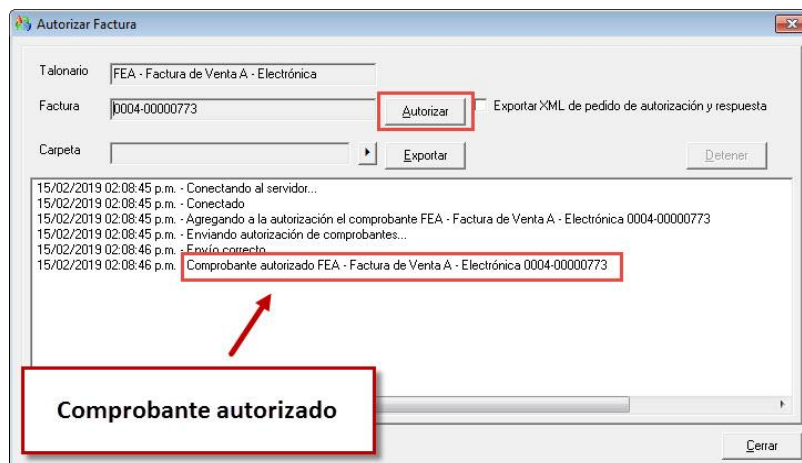 Autorizar Factura
Talonario FEA - Factura de Venta A - Electrónica
Factura 0004-00000773 Autorizar Exportar XML de pedido de autorización y respuesta
Carpeta Exportar Detener
15/02/2019 02:08:45 p.m. - Conectando al servidor...
15/02/2019 02:08:45 p.m. - Conectado
15/02/2019 02:08:45 p.m. - Agregando a la autorización el comprobante FEA - Factura de Venta A - Electrónica 0004-00000773
15/02/2019 02:08:45 p.m. - Enviando autorización de comprobantes...
15/02/2019 02:08:46 p.m. - Envío correcto
15/02/2019 02:08:46 p.m. - Comprobante autorizado FEA - Factura de Venta A - Electrónica 0004-00000773
Comprobante autorizado
Cerrar